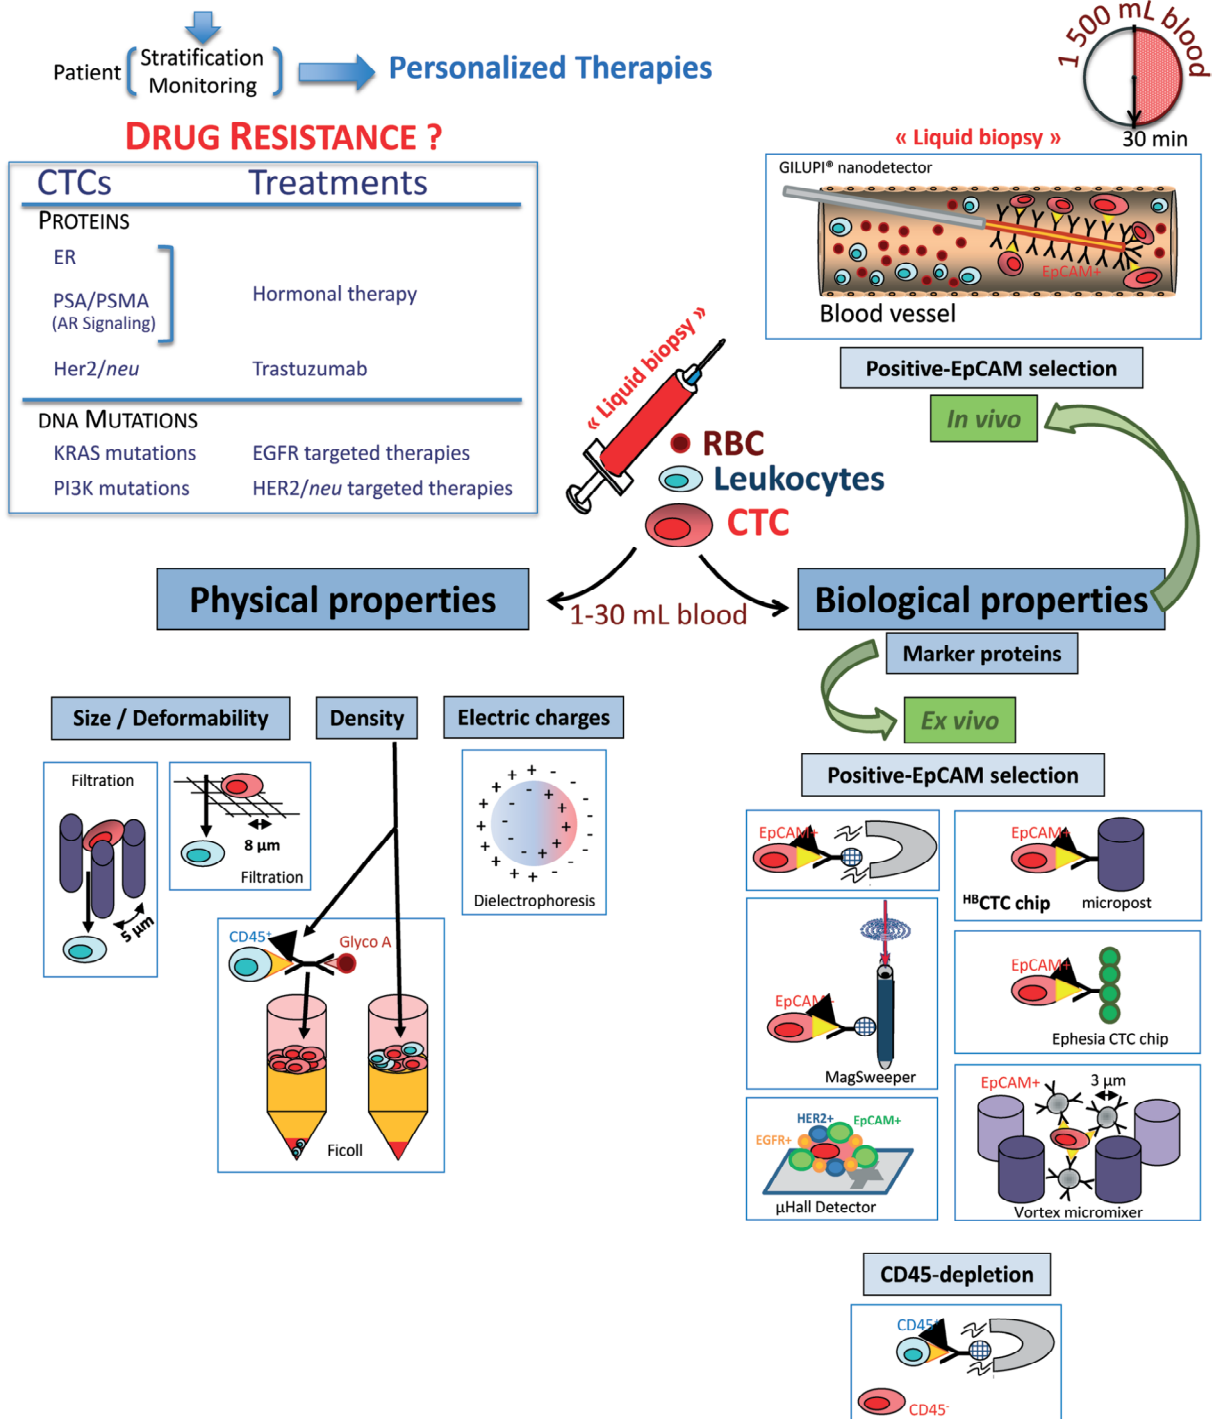 Patient
Stratification
Monitoring
Personalized Therapies
1 500 mL blood
30 min
DRUG RESISTANCE ?
CTCs Treatments
PROTEINS
ER
PSA/PSMA
(AR Signaling)
Hormonal therapy
Her2/neu Trastuzumab
DNA MUTATIONS
KRAS mutations EGFR targeted therapies
PI3K mutations HER2/neu targeted therapies
« Liquid biopsy »
GILUPI® nanodetector
EpCAM+
Blood vessel
Positive-EpCAM selection
In vivo
« Liquid biopsy »
RBC
Leukocytes
CTC
Physical properties
1-30 mL blood
Biological properties
Marker proteins
Ex vivo
Size / Deformability
Density
Electric charges
Filtration
5 µm
8 µm
Filtration
+ + + + + + + + + + + + + + + + + + + +
- - - - - - - - - - - - - - - - - - - -
Dielectrophoresis
CD45+
Glyco A
Ficoll
Positive-EpCAM selection
EpCAM+
EpCAM+
HBCTC chip
micropost
EpCAM
MagSweeper
EpCAM+
Ephesia CTC chip
HER2+
EpCAM+
EGFR+
µHall Detector
EpCAM+
3 µm
Vortex micromixer
CD45-depletion
CD45+
CD45-